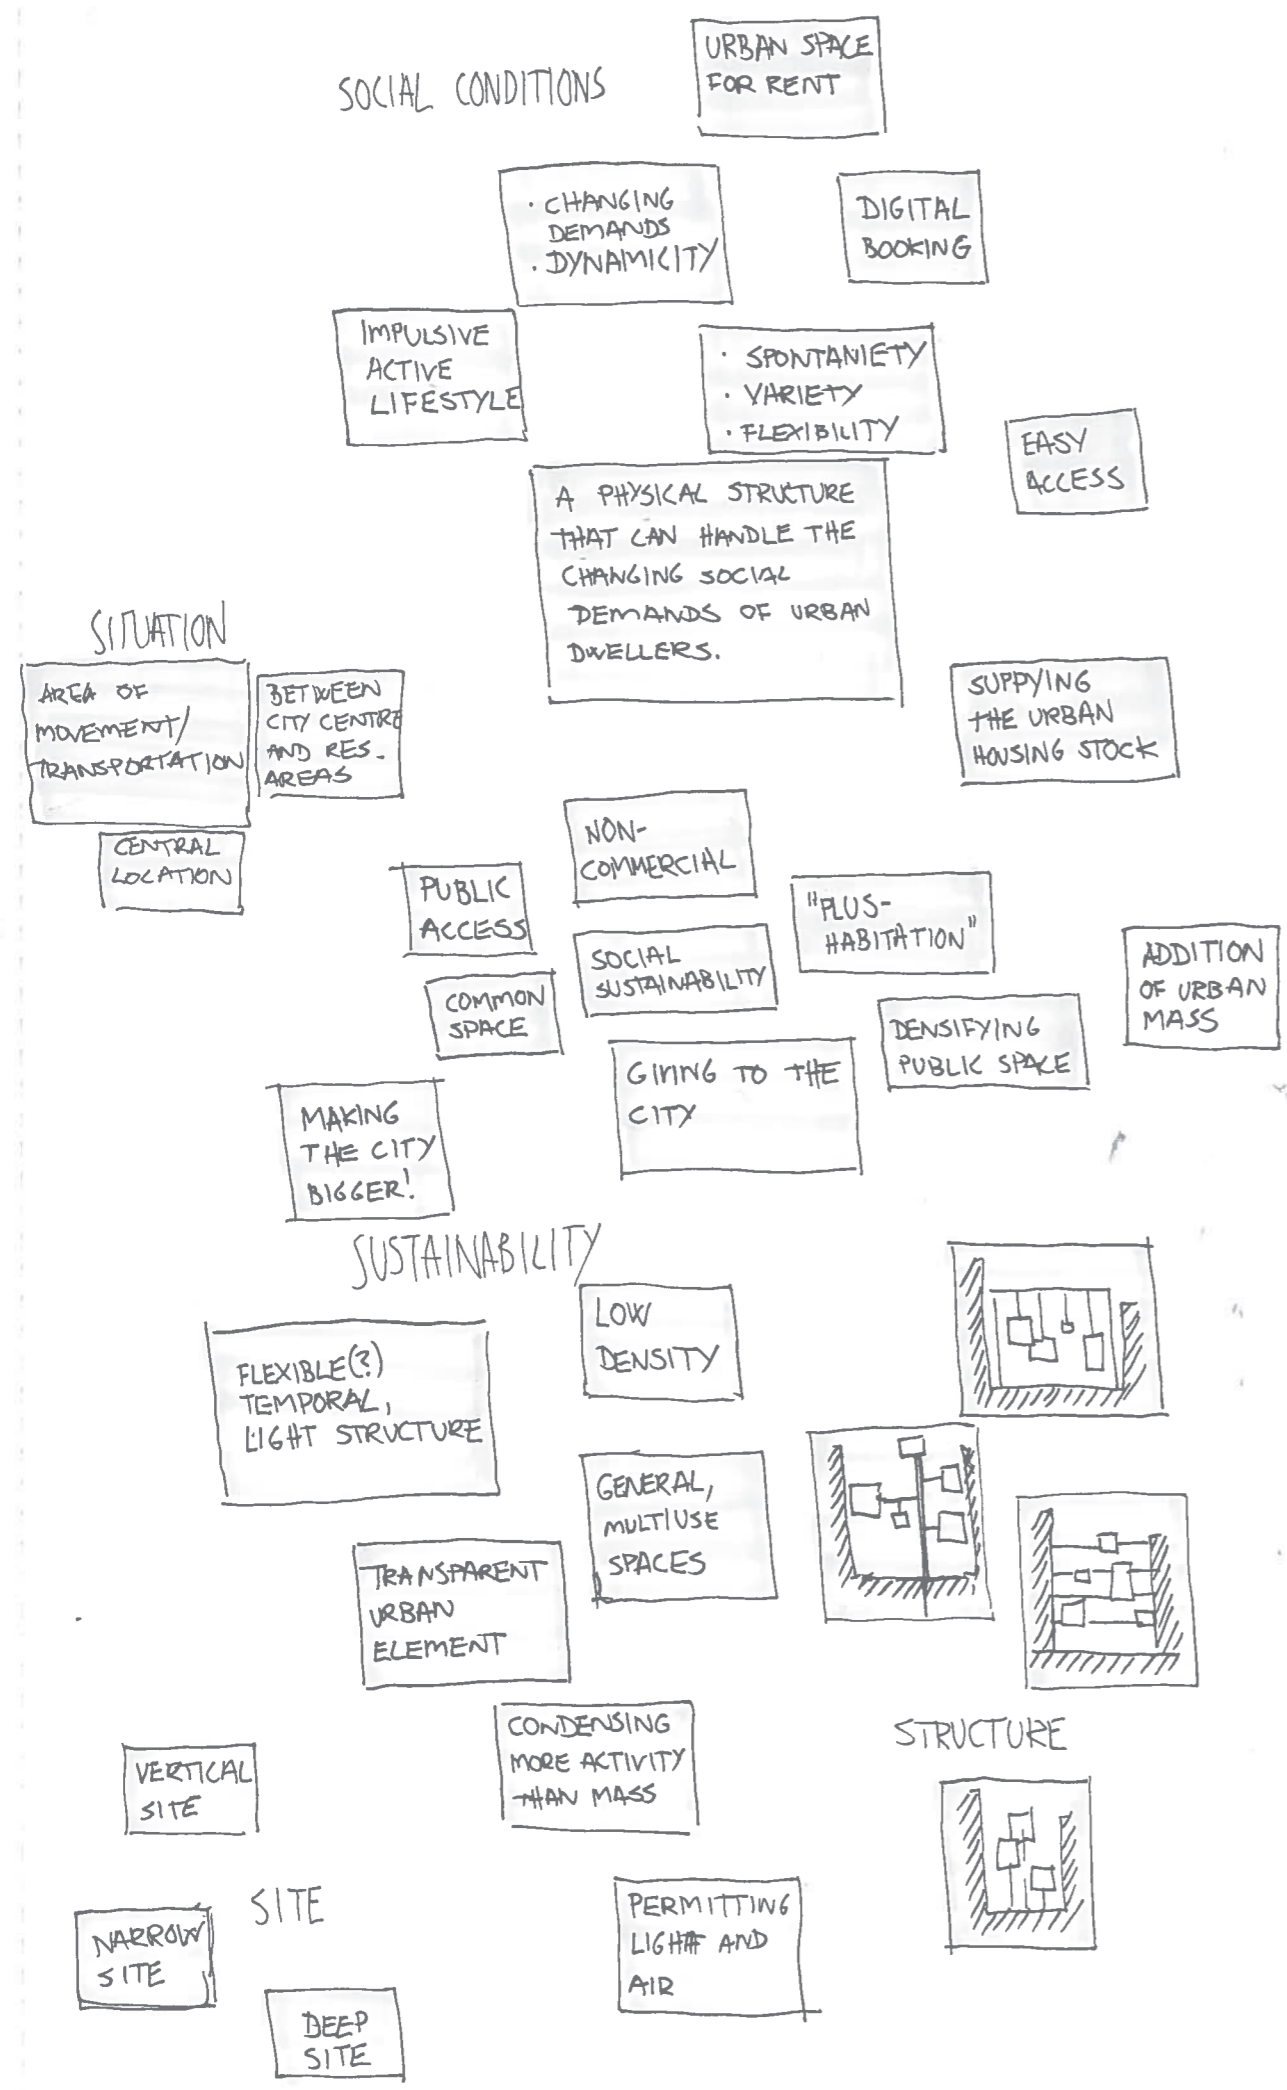 URBAN SPACE
FOR RENT
SOCIAL CONDITIONS
· CHANGING
DEMANDS
· DYNAMICITY
DIGITAL
BOOKING
IMPULSIVE
ACTIVE
LIFESTYLE
· SPONTANIETY
· VARIETY
· FLEXIBILITY
EASY
ACCESS
A PHYSICAL STRUCTURE
THAT CAN HANDLE THE
CHANGING SOCIAL
DEMANDS OF URBAN
DWELLERS.
SITUATION
AREA OF
MOVEMENT/
TRANSPORTATION
BETWEEN
CITY CENTRE
AND RES.
AREAS
CENTRAL
LOCATION
SUPPYING
THE URBAN
HOUSING STOCK
NON-
COMMERCIAL
PUBLIC
ACCESS
"PLUS-
HABITATION"
SOCIAL
SUSTAINABILITY
ADDITION
OF URBAN
MASS
COMMON
SPACE
DENSIFYING
PUBLIC SPACE
GIVING TO THE
CITY
MAKING
THE CITY
BIGGER!
SUSTAINABILITY
LOW
DENSITY
FLEXIBLE(?)
TEMPORAL,
LIGHT STRUCTURE
GENERAL,
MULTIUSE
SPACES
TRANSPARENT
URBAN
ELEMENT
CONDENSING
MORE ACTIVITY
THAN MASS
STRUCTURE
VERTICAL
SITE
SITE
NARROW
SITE
DEEP
SITE
PERMITTING
LIGHT AND
AIR